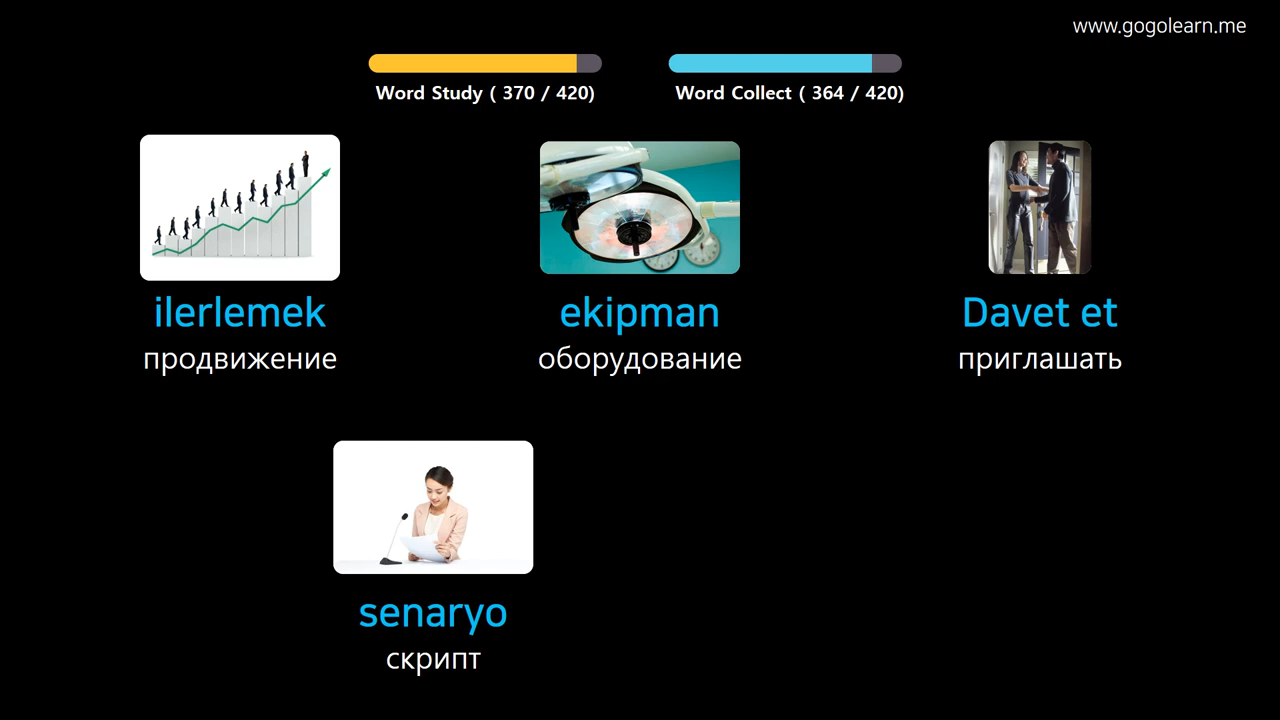 www.gogolearn.me
Word Study ( 370 / 420)
Word Collect ( 364 / 420)
ilerlemek
продвижение
ekipman
оборудование
Davet et
приглашать
senaryo
скрипт